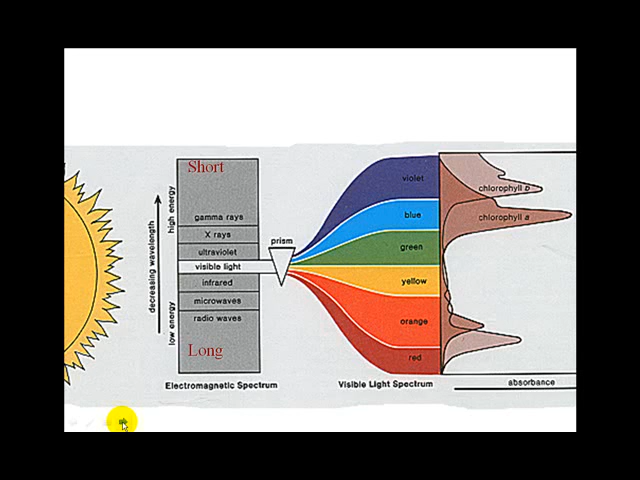 Short
high energy
gamma rays
X rays
ultraviolet
visible light
infrared
microwaves
radio waves
Long
low energy
decreasing wavelength
Electromagnetic Spectrum
prism
violet
blue
green
yellow
orange
red
Visible Light Spectrum
chlorophyll b
chlorophyll a
absorbance